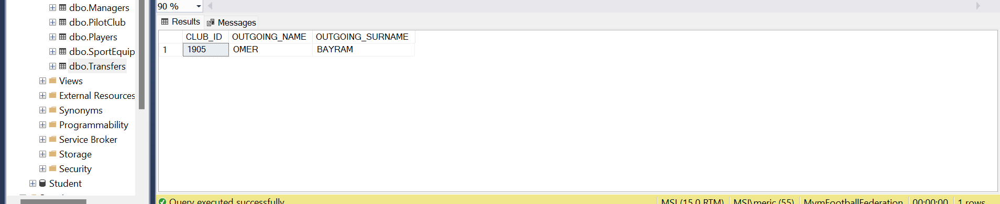 dbo.Managers
dbo.PilotClub
dbo.Players
dbo.SportEquip
dbo.Transfers
Views
External Resources
Synonyms
Programmability
Service Broker
Storage
Security
Student
90 %
Results Messages
CLUB_ID OUTGOING_NAME OUTGOING_SURNAME
1 1905 OMER BAYRAM
Query executed successfully. MSI (15.0 RTM) MSI\meric (55) MymFootballFederation 00:00:00 1 rows